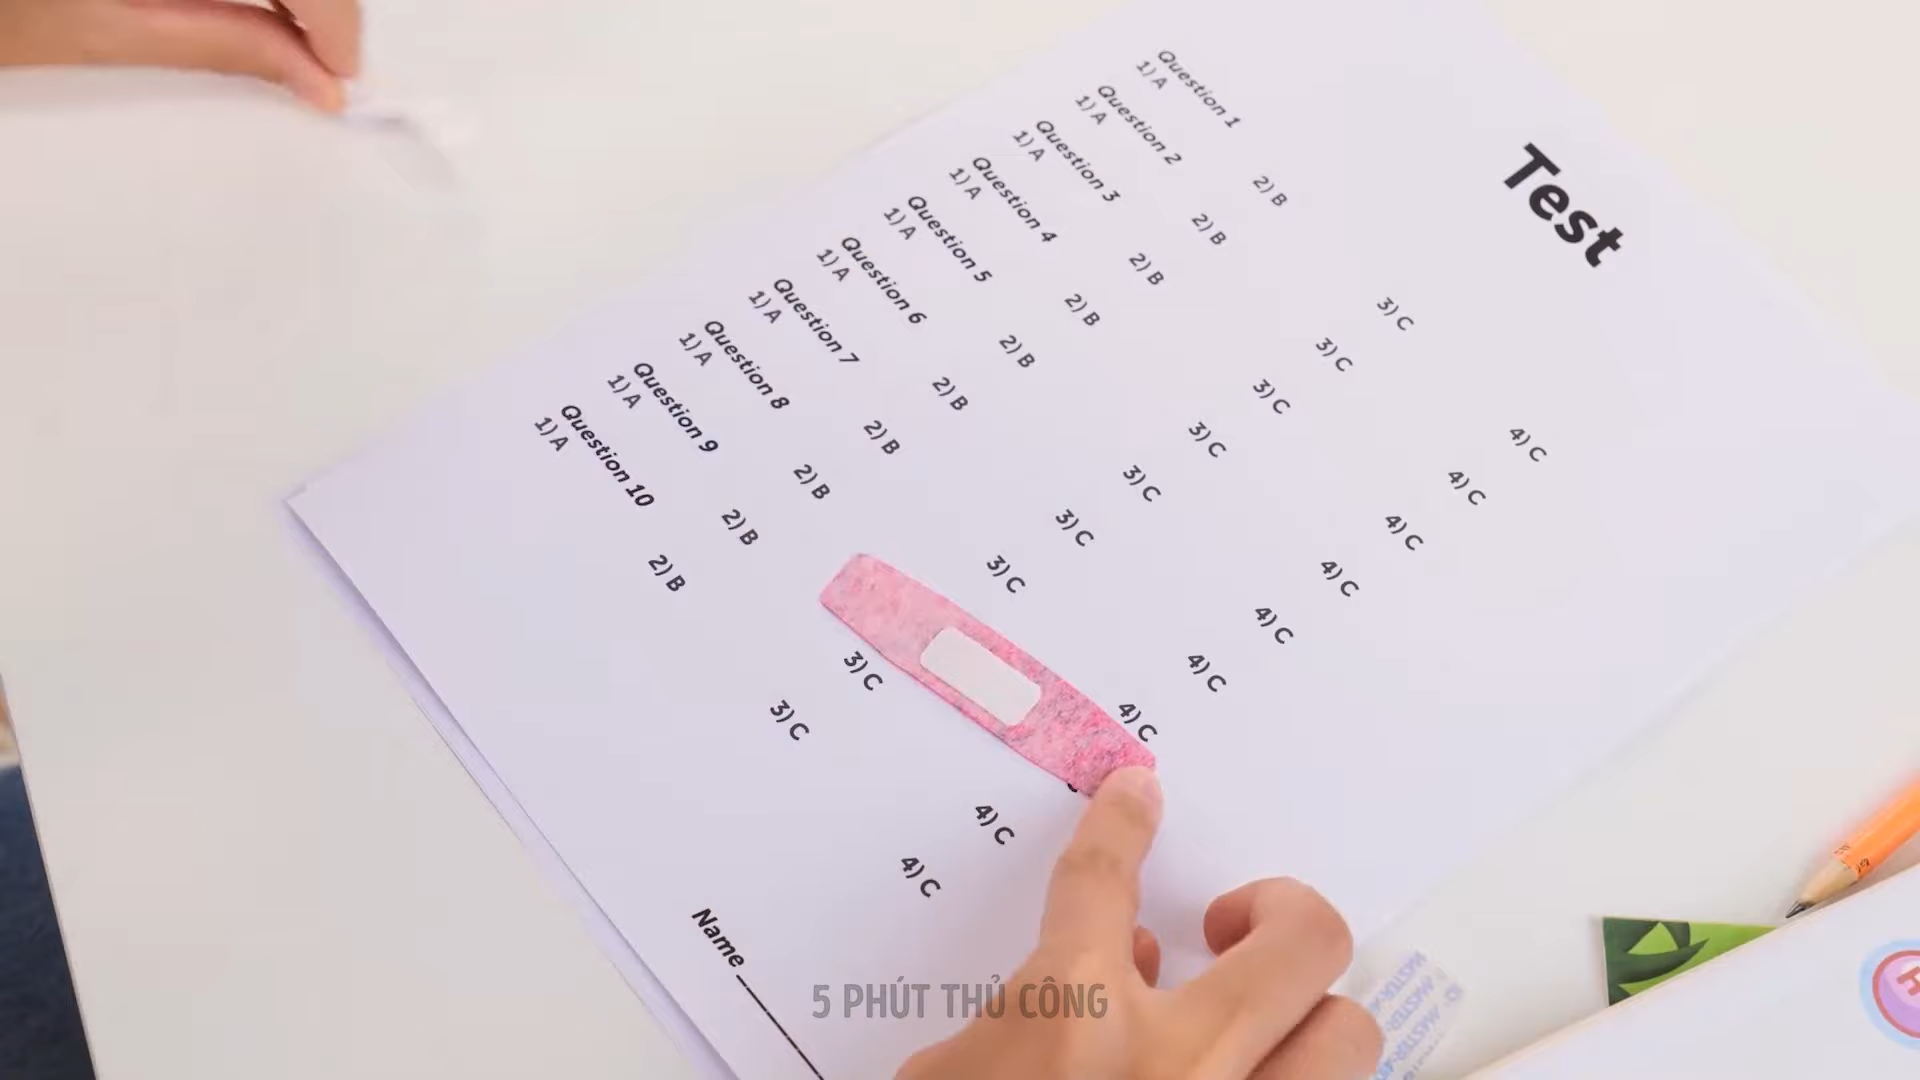 Test
Question 1
1) A 2) B 3) C 4) C
Question 2
1) A 2) B 3) C 4) C
Question 3
1) A 2) B 3) C 4) C
Question 4
1) A 2) B 3) C 4) C
Question 5
1) A 2) B 3) C 4) C
Question 6
1) A 2) B 3) C 4) C
Question 7
1) A 2) B 3) C 4) C
Question 8
1) A 2) B
Question 9
1) A 2) B 3) C 4) C
Question 10
1) A 2) B 3) C 4) C
Name
5 PHÚT THỦ CÔNG